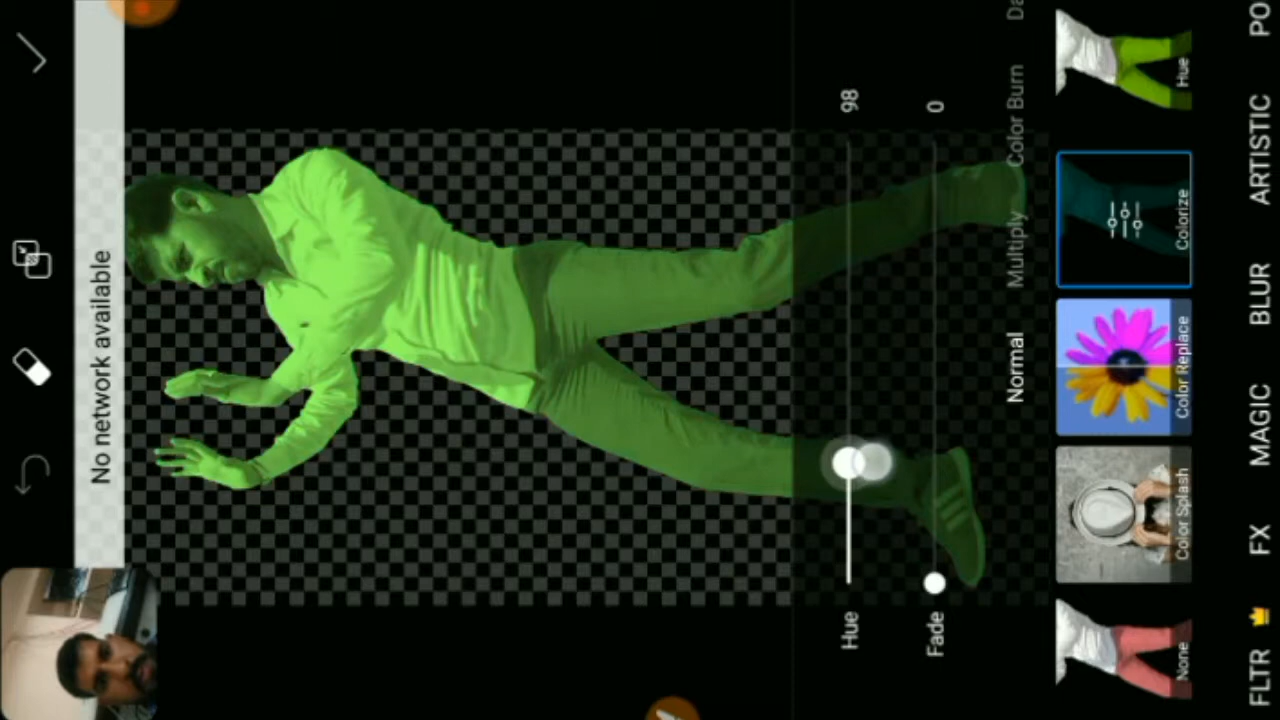 No network available
Hue 98
Fade 0
Normal Multiply Color Burn Da
None Color Splash Color Replace Colorize Hue
FLTR FX MAGIC BLUR ARTISTIC PO